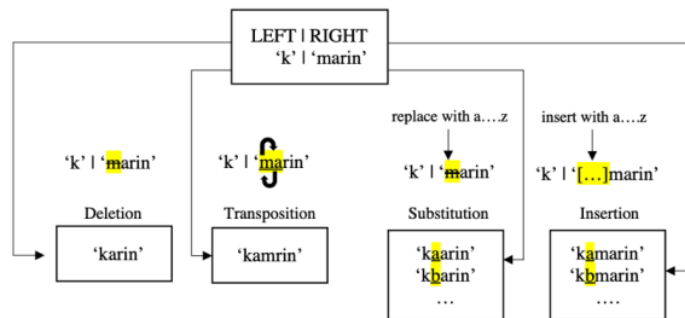 LEFT | RIGHT
‘k’ | ‘marin’
replace with a….z
insert with a….z
‘k’ | ‘marin’
‘k’ | ‘marin’
‘k’ | ‘marin’
‘k’ | ‘[…]marin’
Deletion
Transposition
Substitution
Insertion
‘karin’
‘kamrin’
‘kaarin’
‘kbarin’
…
‘kamarin’
‘kbmarin’
….